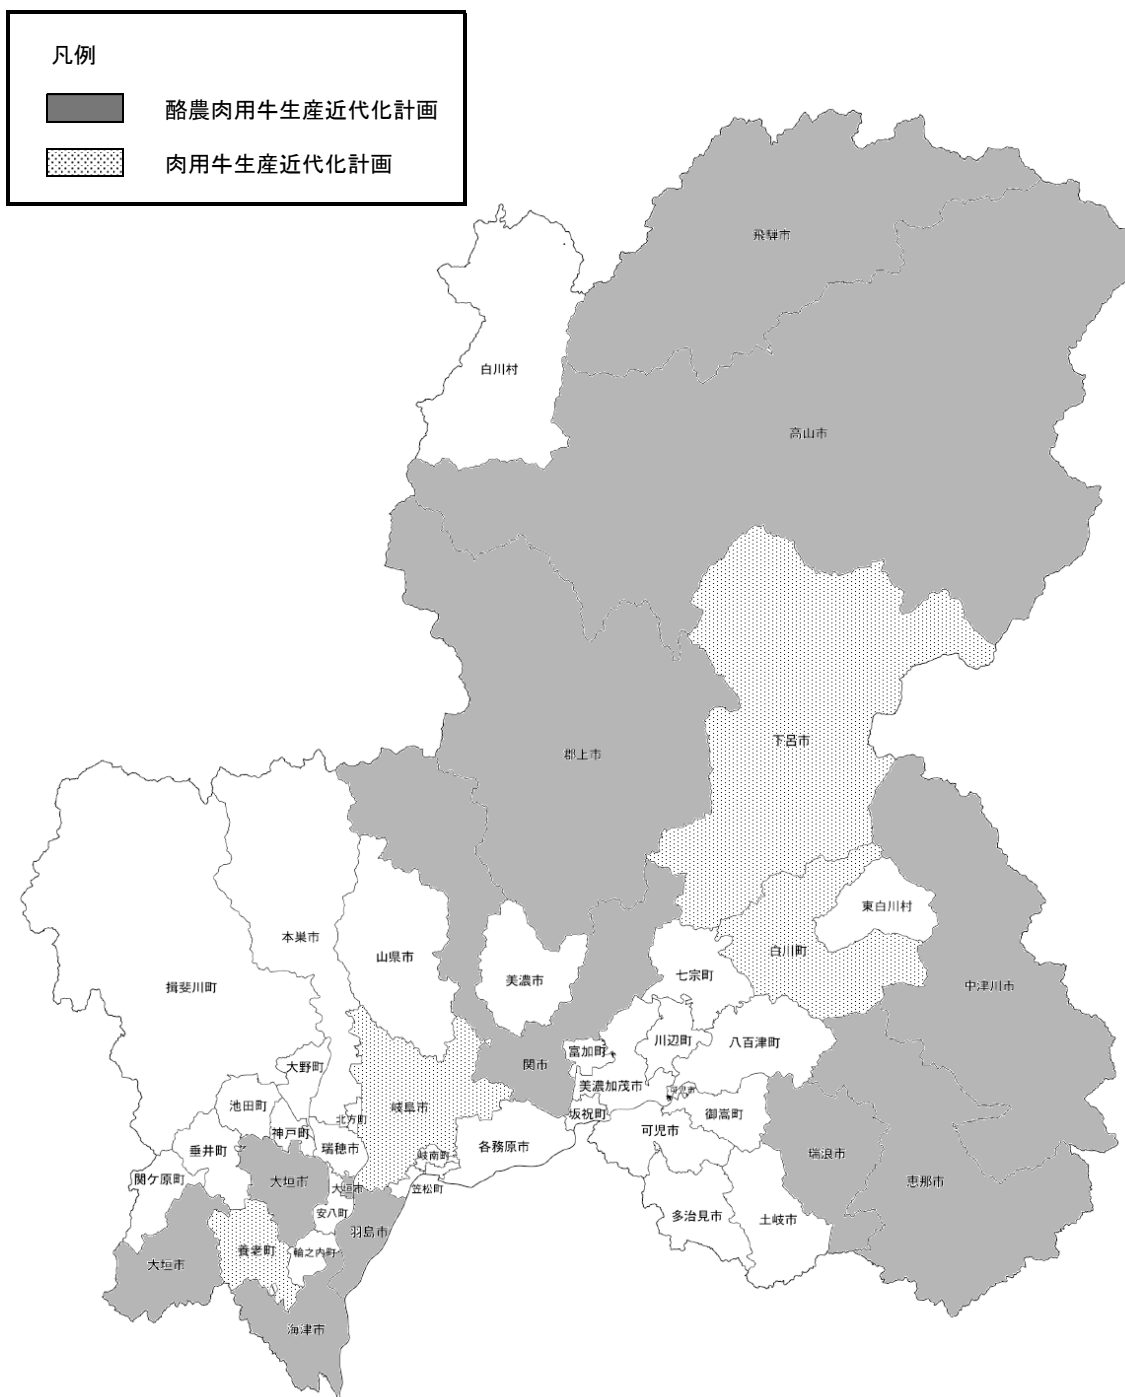 凡例
酪農肉用牛生産近代化計画
肉用牛生産近代化計画
飛騨市
白川村
高山市
下呂市
郡上市
東白川村
本巣市
白川町
山県市
七宗町
美濃市
揖斐川町
中津川市
川辺町
八百津町
富加町
関市
大野町
美濃加茂市
池田町
岐阜市
坂祝町
御嵩町
北方町
神戸町
可児市
各務原市
垂井町
瑞穂市
岐南町
瑞浪市
関ケ原町
大垣市
大垣市
笠松町
恵那市
安八町
多治見市
土岐市
羽島市
養老町
輪之内町
大垣市
海津市